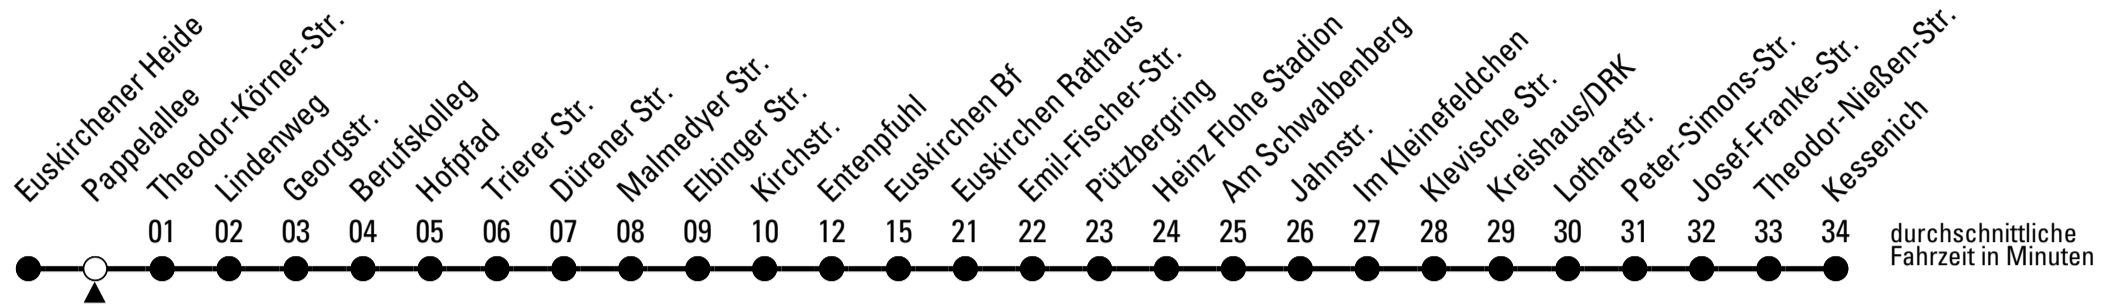 Euskirchener Heide
Pappelallee
Theodor-Körner-Str.
Lindenweg
Georgstr.
Berufskolleg
Hofpfad
Trierer Str.
Dürener Str.
Malmedyer Str.
Elbinger Str.
Kirchstr.
Entenpfuhl
Euskirchen Bf
Euskirchen Rathaus
Emil-Fischer-Str.
Pützbergring
Heinz Flohe Stadion
Am Schwalbenberg
Jahnstr.
Im Kleinefeldchen
Klevische Str.
Kreishaus/DRK
Lotharstr.
Peter-Simons-Str.
Josef-Franke-Str.
Theodor-Nießen-Str.
Kessenich
01 02 03 04 05 06 07 08 09 10 12 15 21 22 23 24 25 26 27 28 29 30 31 32 33 34
durchschnittliche
Fahrzeit in Minuten